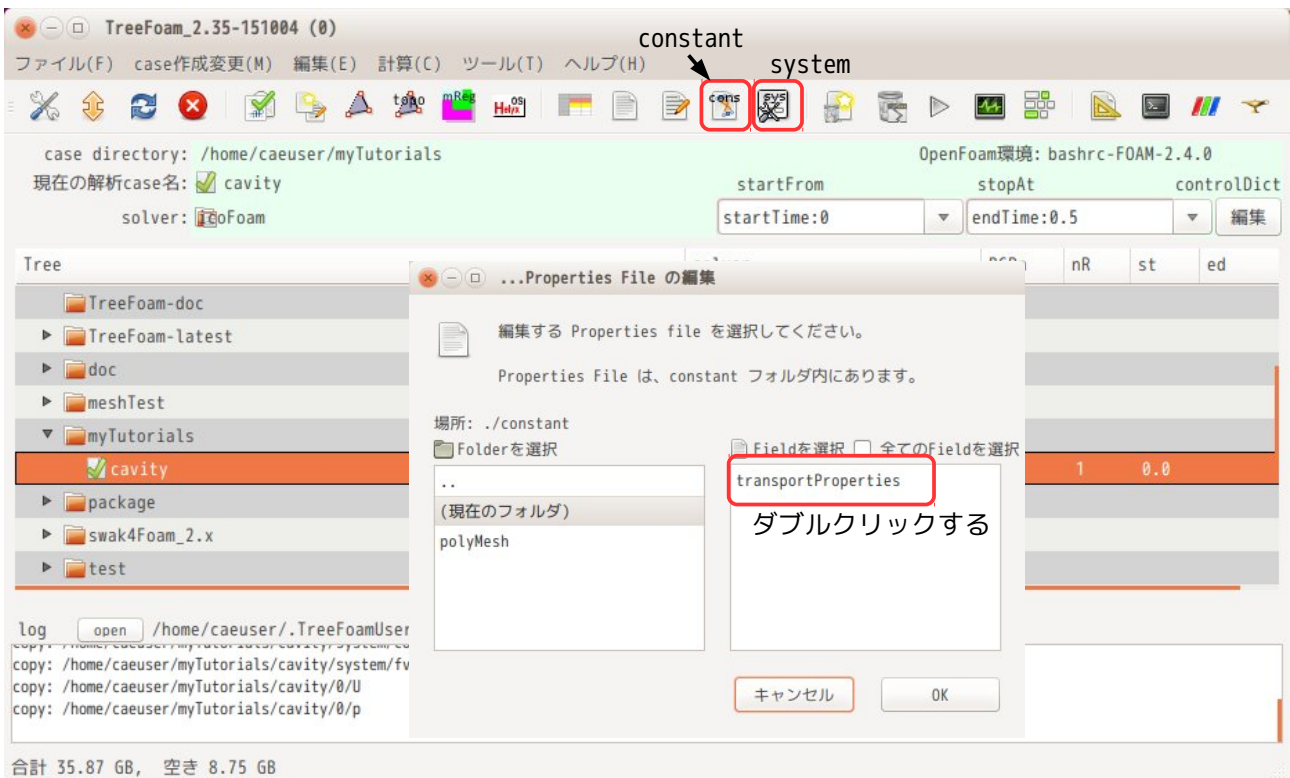 TreeFoam_2.35-151004 (0)
constant
ファイル(F) case作成変更(M) 編集(E) 計算(C) ツール(T) ヘルプ(H)
system
topo
mReg
Helyx
OS
cons
sys
case directory: /home/caeuser/myTutorials
OpenFoam環境: bashrc-FOAM-2.4.0
現在の解析case名: cavity
startFrom stopAt controlDict
solver: icoFoam
startTime:0 endTime:0.5 編集
Tree nR st ed
...Properties File の編集
TreeFoam-doc
TreeFoam-latest
doc
meshTest
myTutorials
cavity 1 0.0
package
swak4Foam_2.x
test
編集する Properties file を選択してください。
Properties File は、constant フォルダ内にあります。
場所: ./constant
Folderを選択
Fieldを選択 全てのFieldを選択
..
(現在のフォルダ)
polyMesh
transportProperties
ダブルクリックする
キャンセル OK
log open /home/caeuser/.TreeFoamUser
copy: /home/caeuser/myTutorials/cavity/system/fv
copy: /home/caeuser/myTutorials/cavity/0/U
copy: /home/caeuser/myTutorials/cavity/0/p
合計 35.87 GB, 空き 8.75 GB